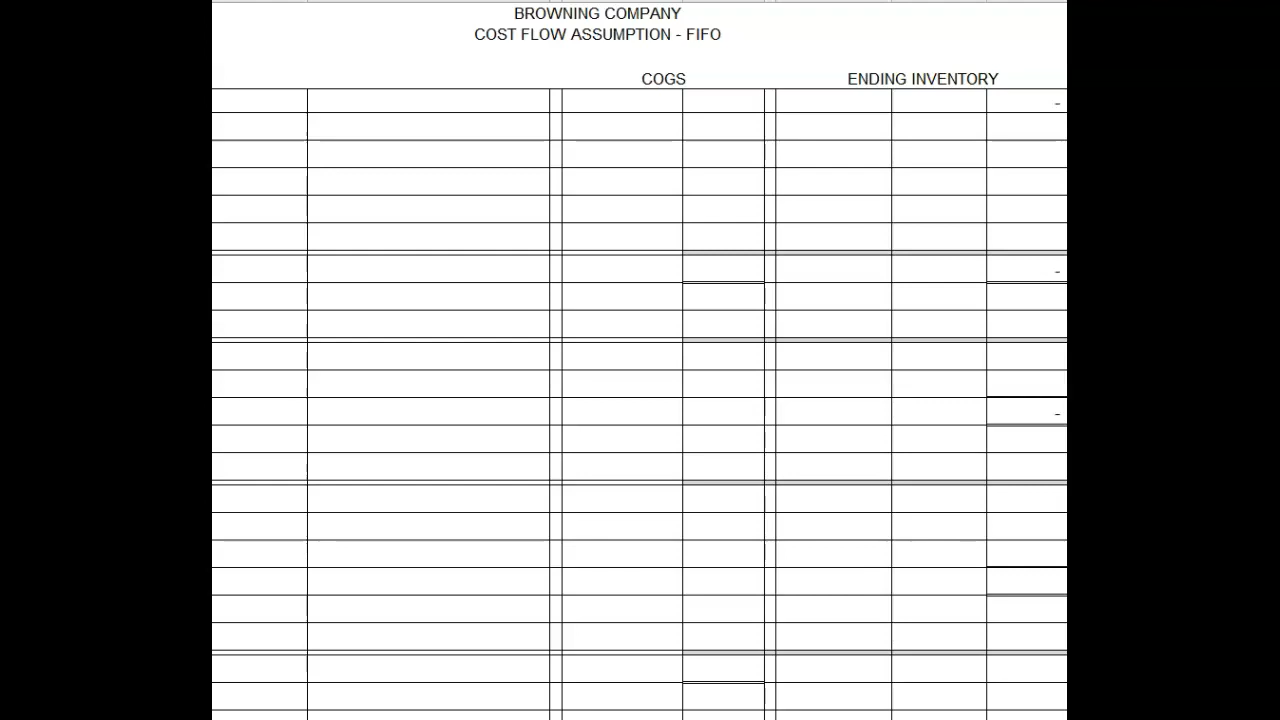 BROWNING COMPANY
COST FLOW ASSUMPTION - FIFO
COGS ENDING INVENTORY
-
-
-